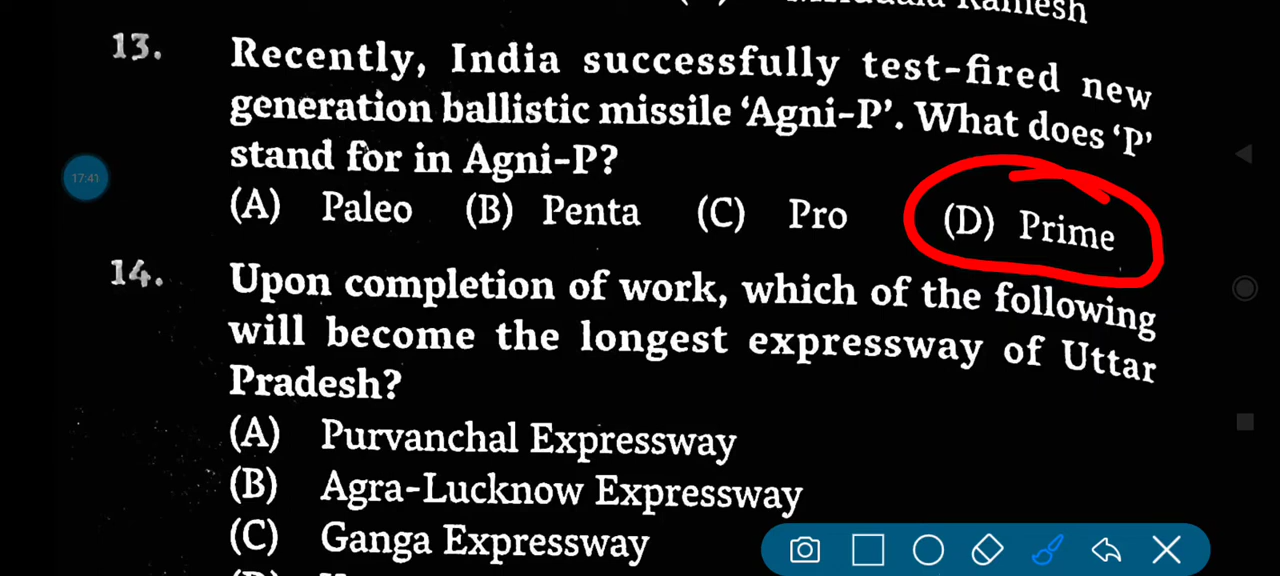 Ramesh
13. Recently, India successfully test-fired new
generation ballistic missile 'Agni-P'. What does 'P'
stand for in Agni-P?
(A) Paleo (B) Penta (C) Pro (D) Prime
17:41
14. Upon completion of work, which of the following
will become the longest expressway of Uttar
Pradesh?
(A) Purvanchal Expressway
(B) Agra-Lucknow Expressway
(C) Ganga Expressway